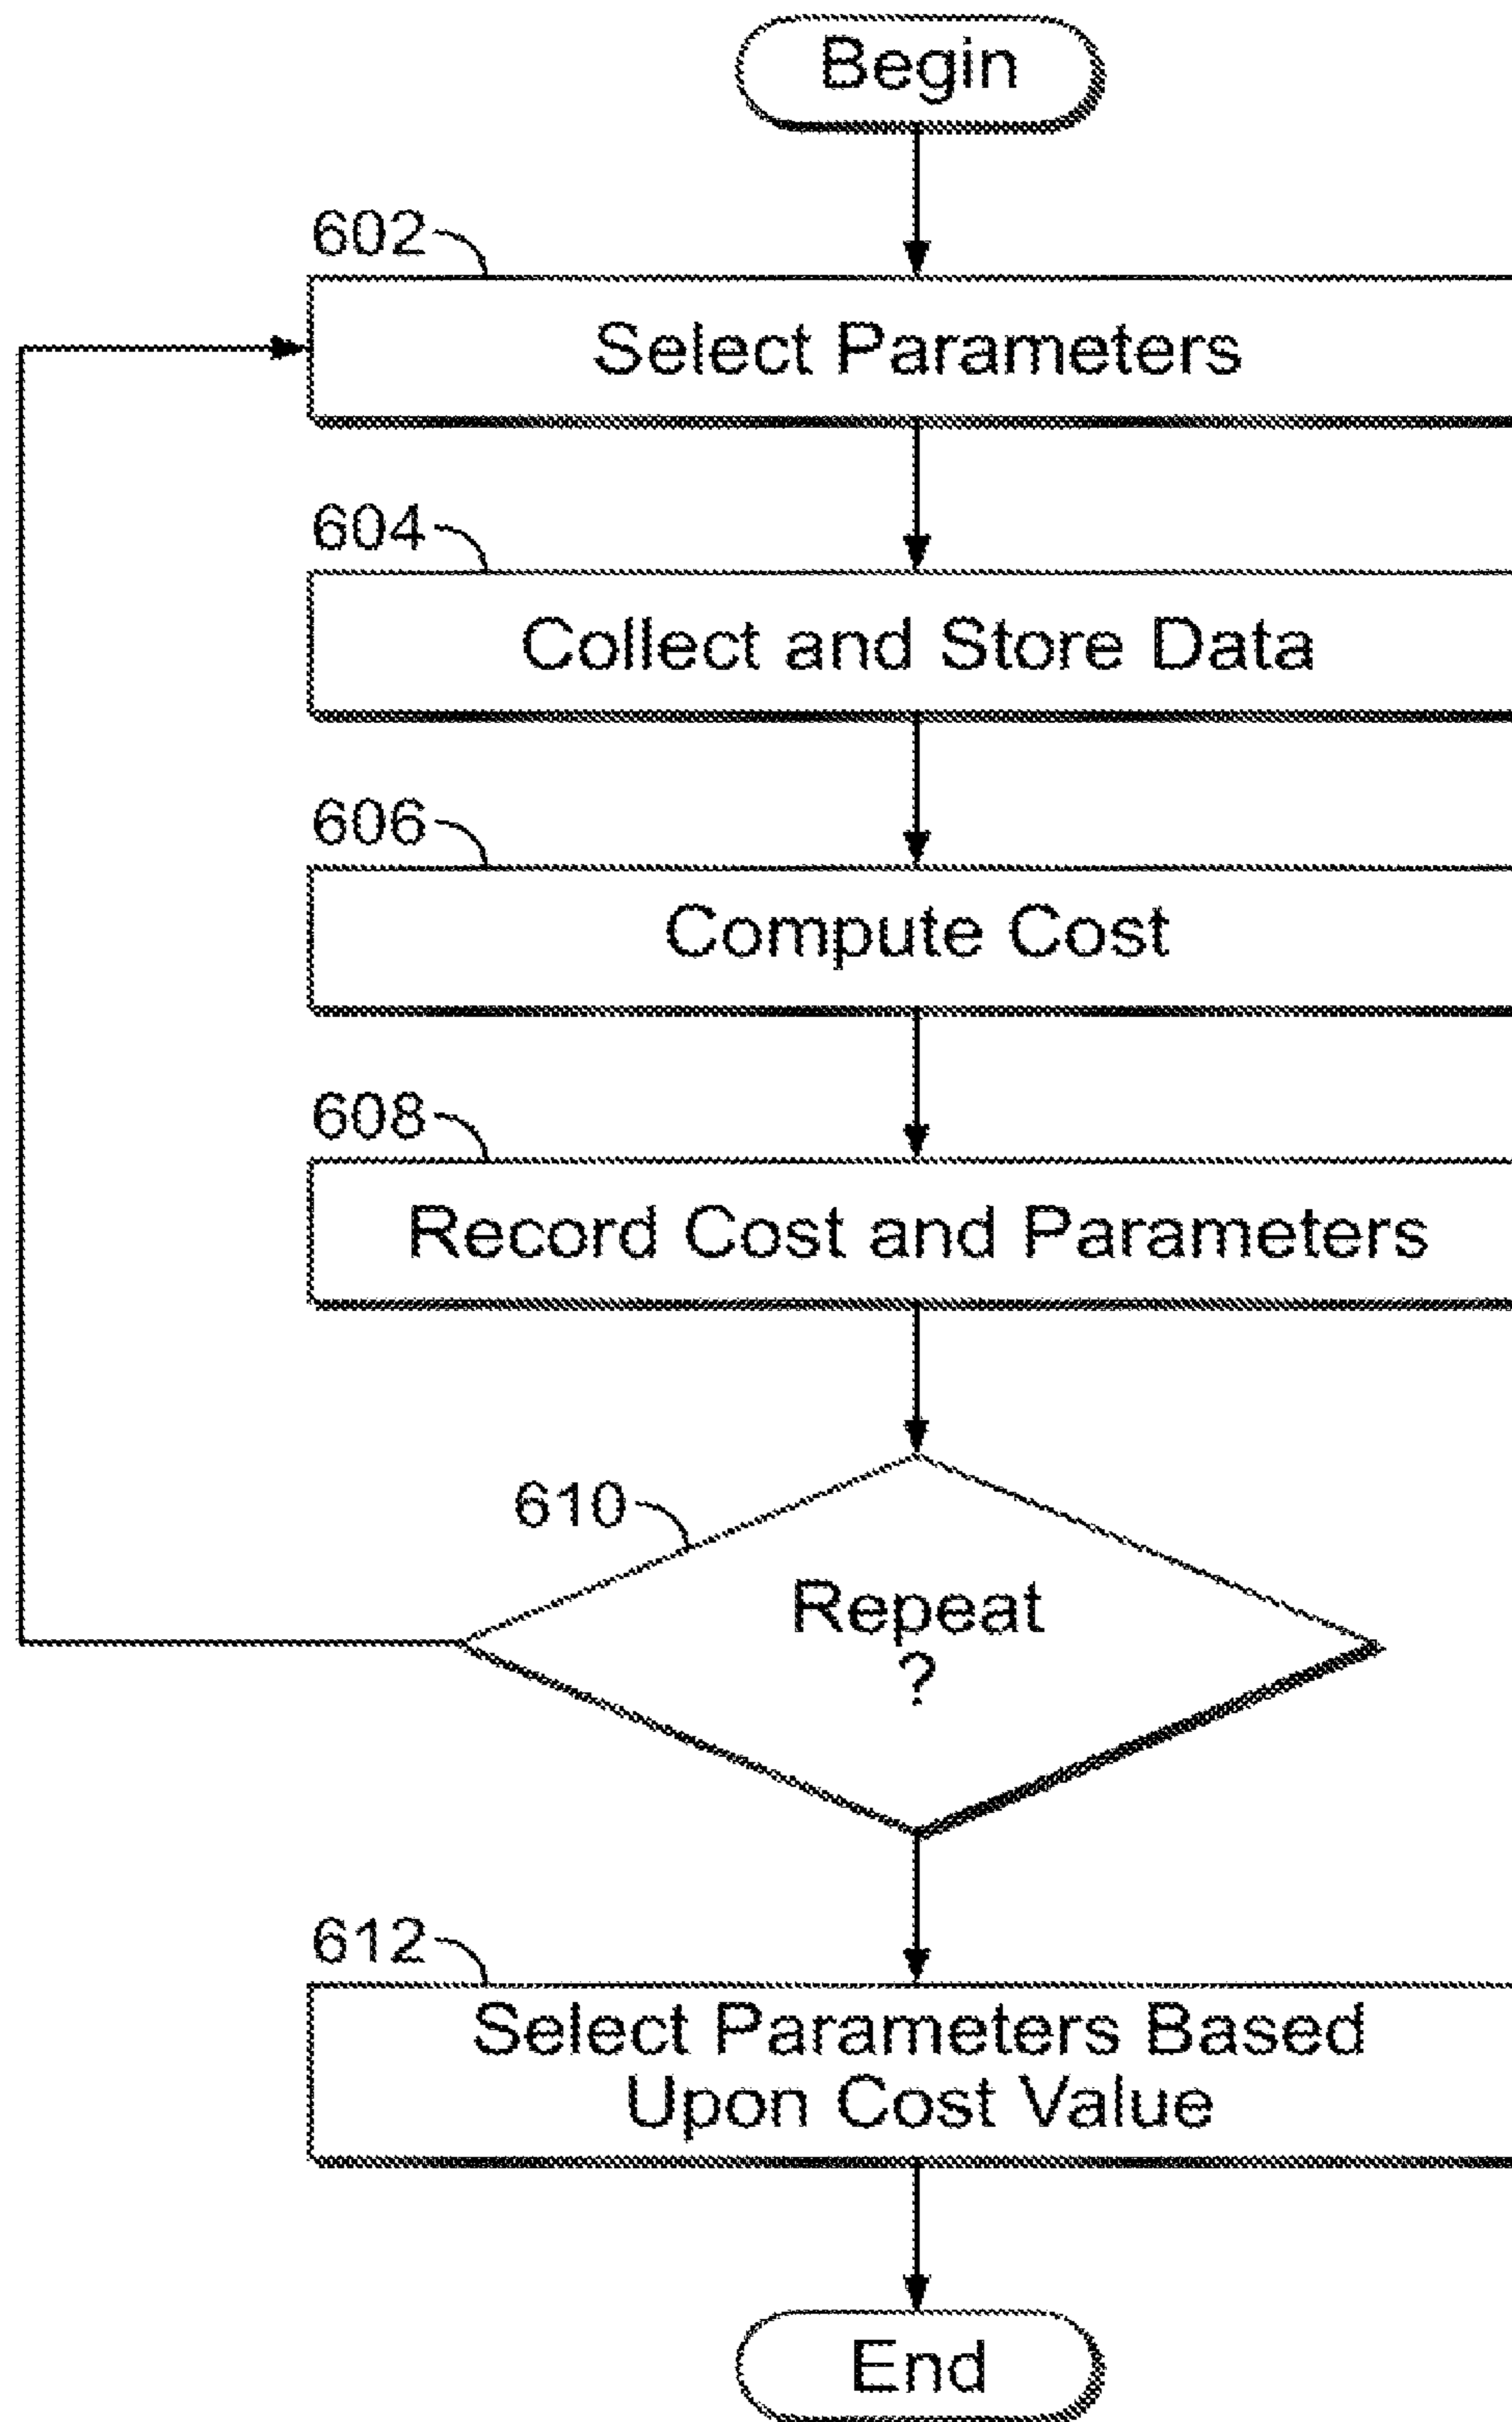 Begin
602
Select Parameters
604
Collect and Store Data
606
Compute Cost
608
Record Cost and Parameters
610
Repeat
?
612
Select Parameters Based
Upon Cost Value
End